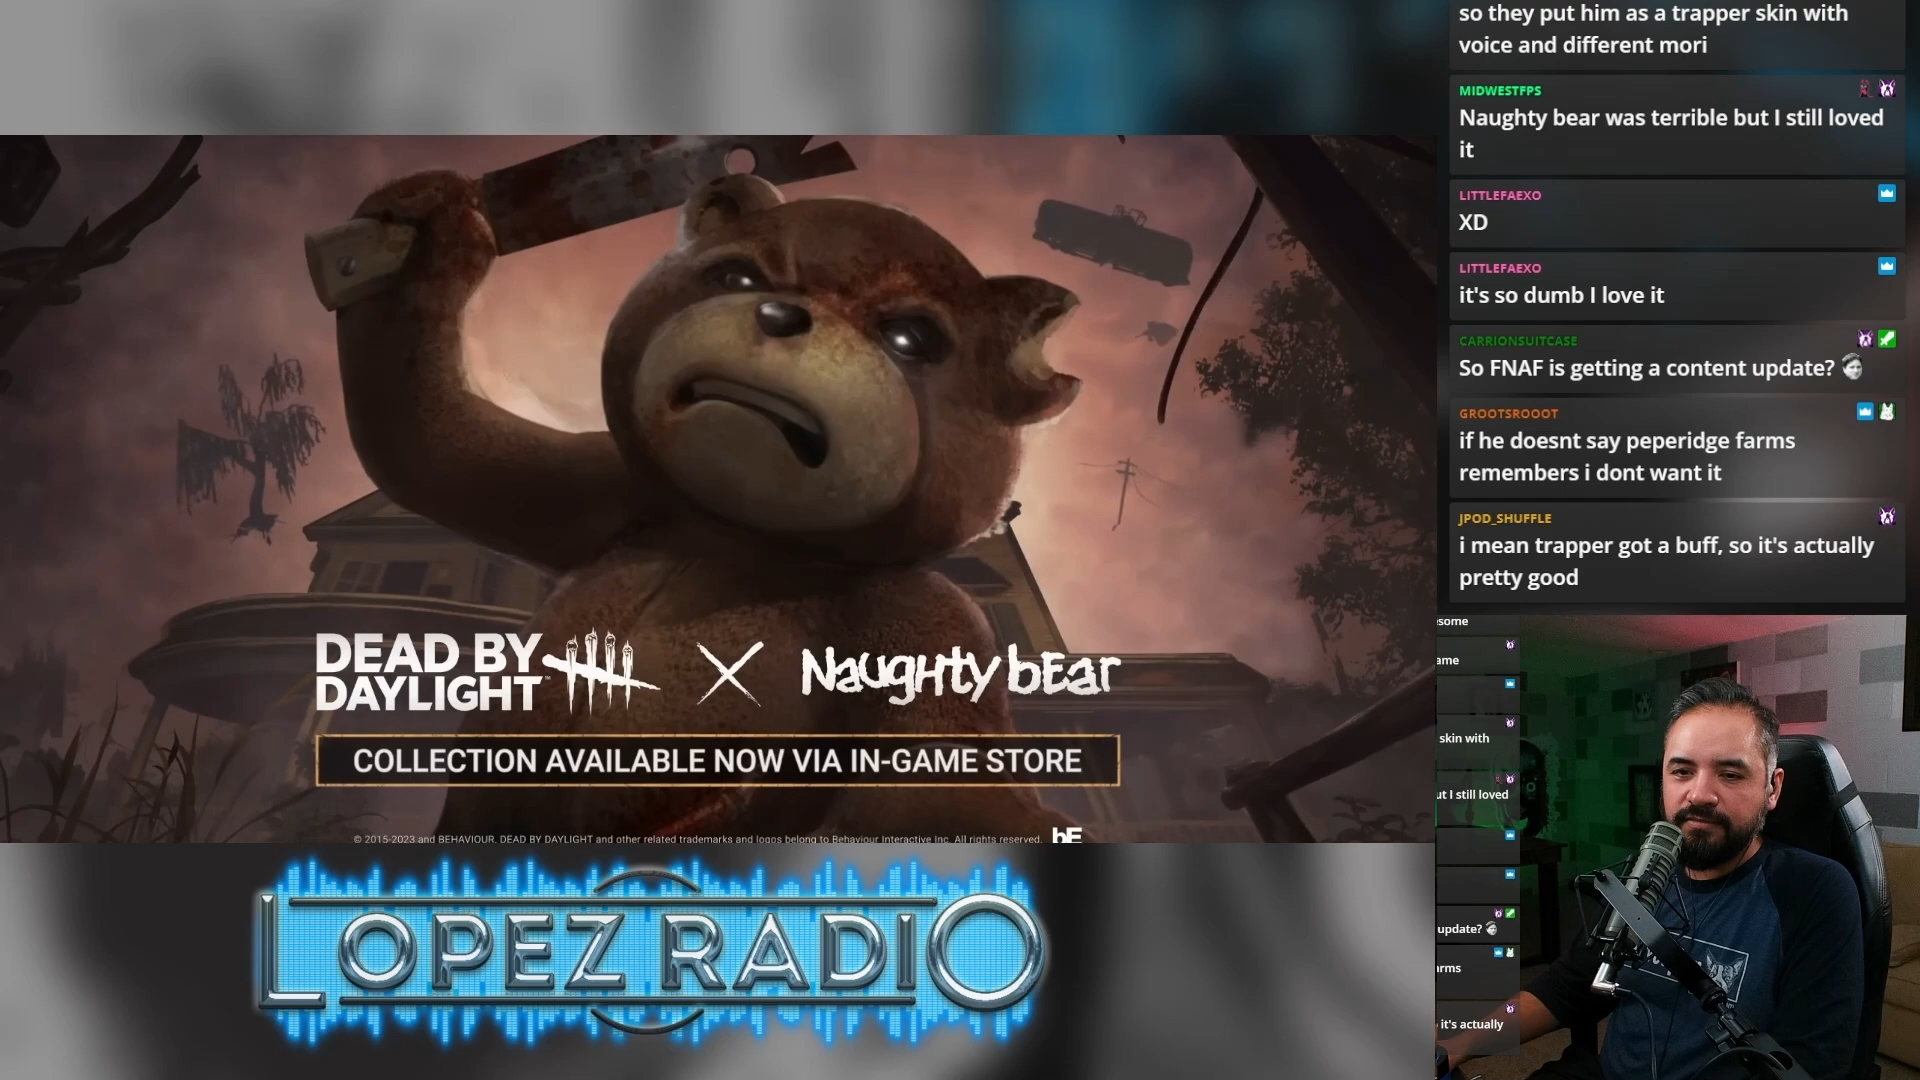 so they put him as a trapper skin with
voice and different mori
MIDWESTFPS
Naughty bear was terrible but I still loved
it
LITTLEFAEXO
XD
LITTLEFAEXO
it's so dumb I love it
CARRIONSUITCASE
So FNAF is getting a content update?
GROOTSROOOT
if he doesnt say peperidge farms
remembers i dont want it
JPOD_SHUFFLE
i mean trapper got a buff, so it's actually
pretty good
DEAD BY
DAYLIGHT™
NaugHty bEar
COLLECTION AVAILABLE NOW VIA IN-GAME STORE
© 2015-2023 and BEHAVIOUR, DEAD BY DAYLIGHT and other related trademarks and logos belong to Behaviour Interactive Inc. All rights reserved.
bE
LOPEZ RADIO
some
ame
skin with
ut I still loved
update?
arms
it's actually